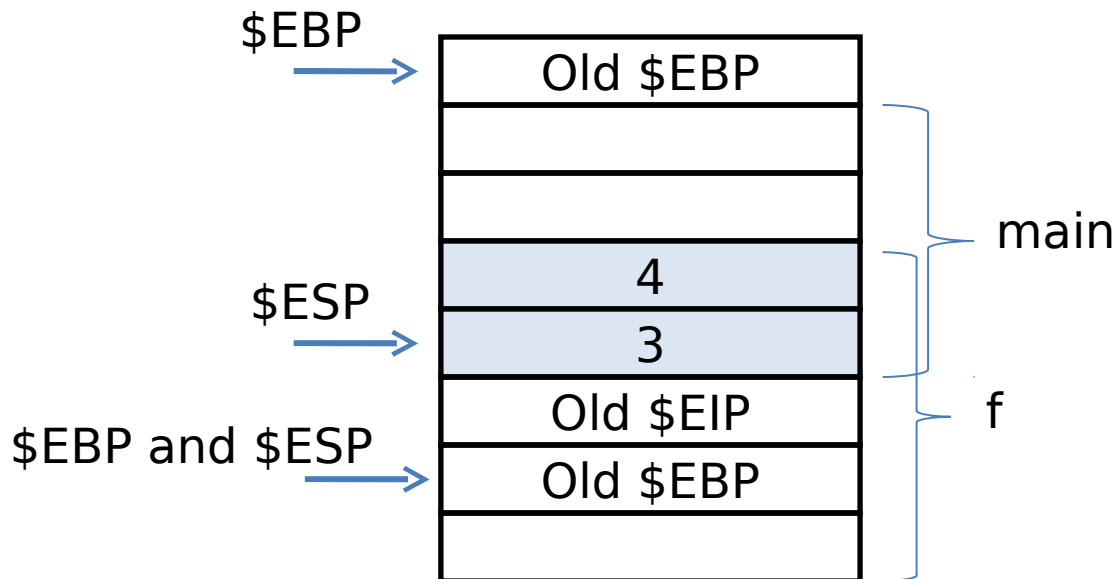 $EBP
Old $EBP
main
4
$ESP
3
Old $EIP
f
$EBP and $ESP
Old $EBP